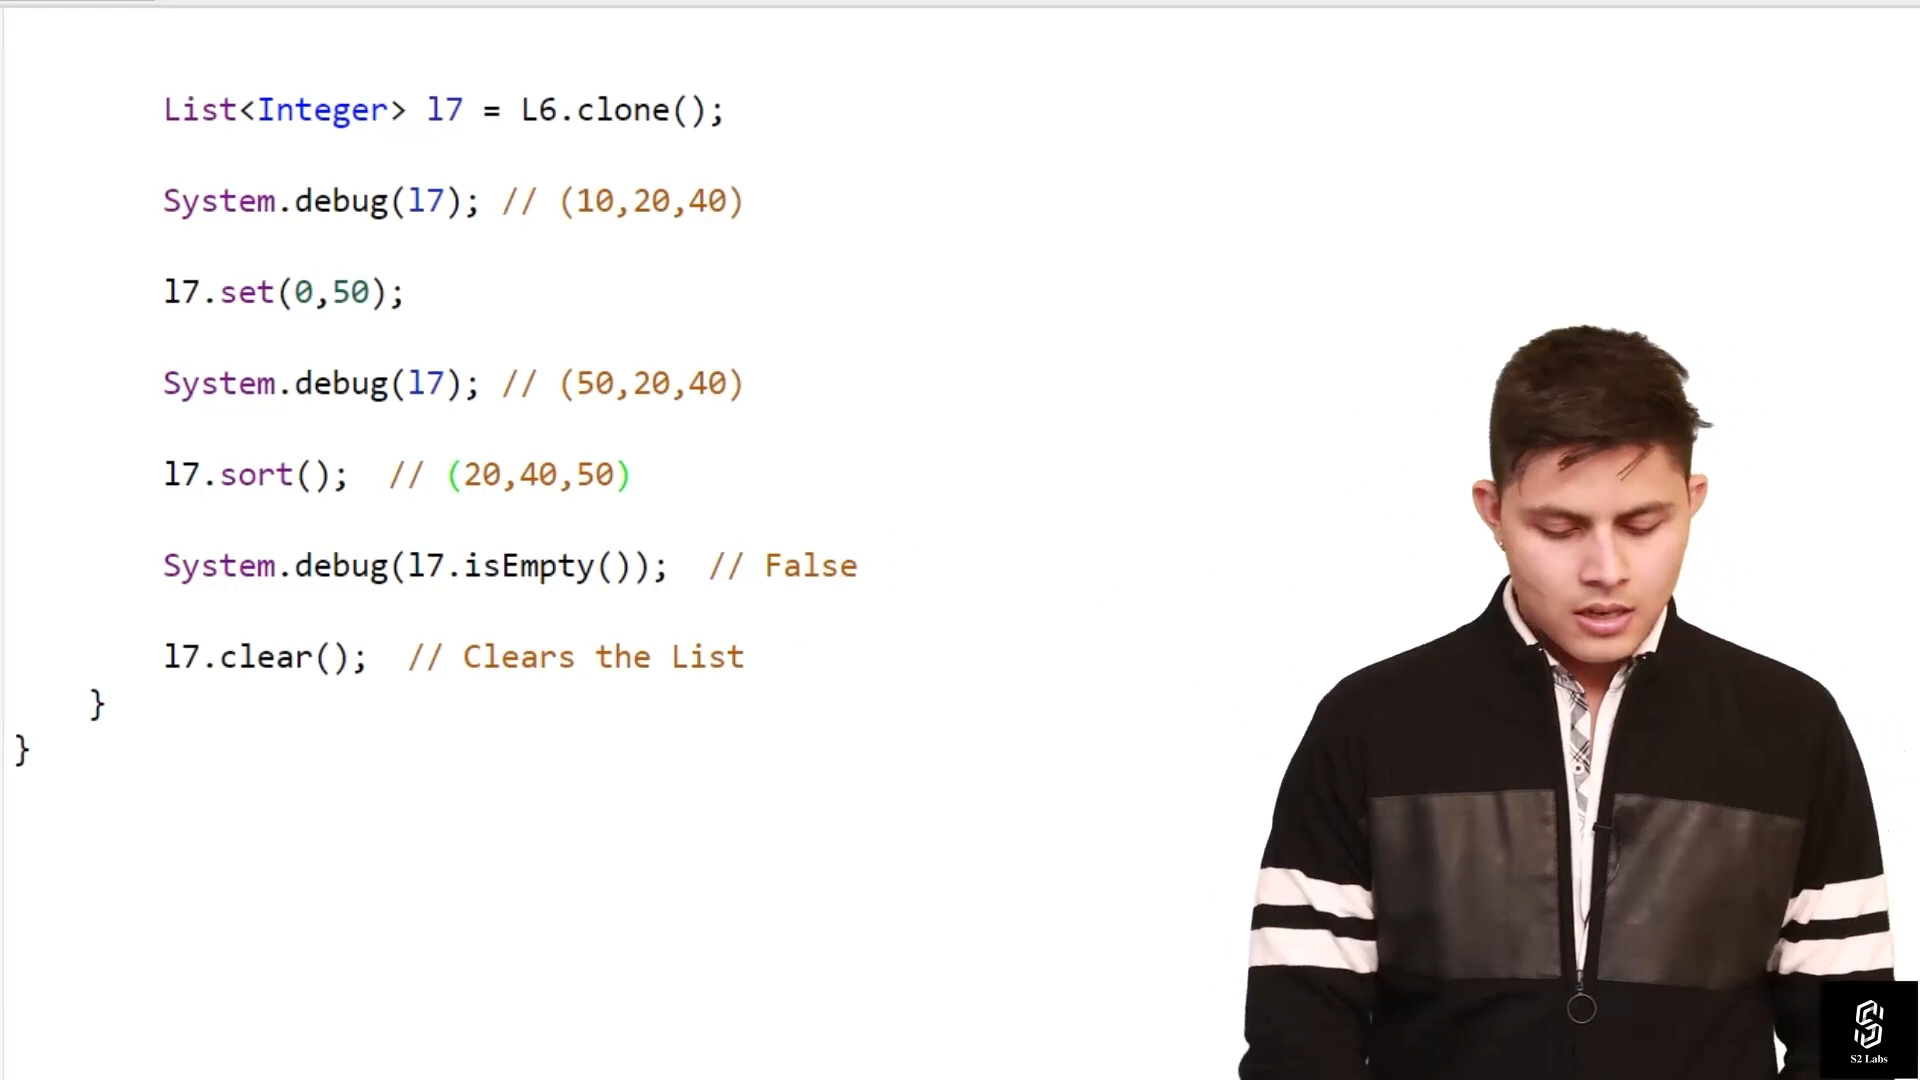 List<Integer> l7 = L6.clone();
System.debug(l7); // (10,20,40)
l7.set(0,50);
System.debug(l7); // (50,20,40)
l7.sort();  // (20,40,50)
System.debug(l7.isEmpty());  // False
l7.clear();  // Clears the List
}
}
S2 Labs